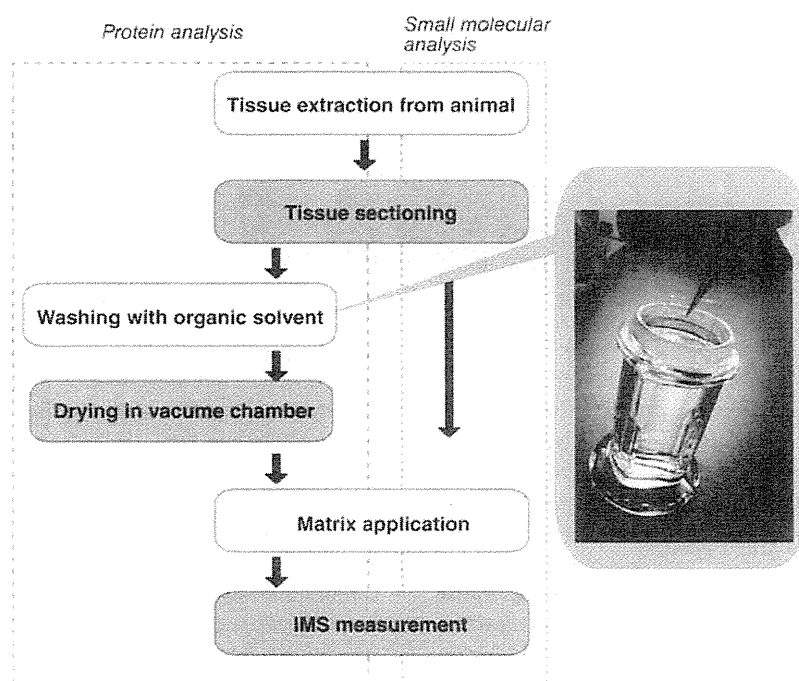 Protein analysis
Small molecular
analysis
Tissue extraction from animal
Tissue sectioning
Washing with organic solvent
Drying in vacume chamber
Matrix application
IMS measurement